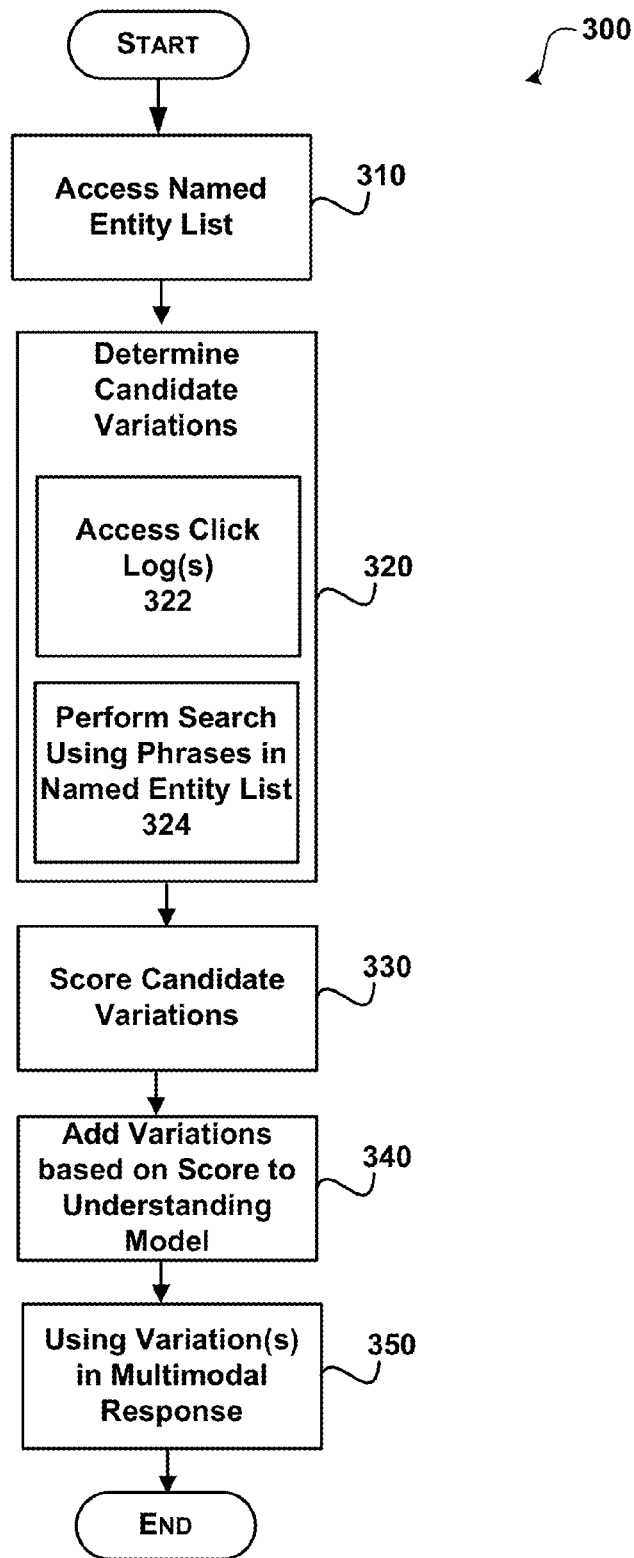 START
300
Access Named
Entity List
310
Determine
Candidate
Variations
Access Click
Log(s)
322
320
Perform Search
Using Phrases in
Named Entity List
324
Score Candidate
Variations
330
Add Variations
based on Score to
Understanding
Model
340
Using Variation(s)
in Multimodal
Response
350
END